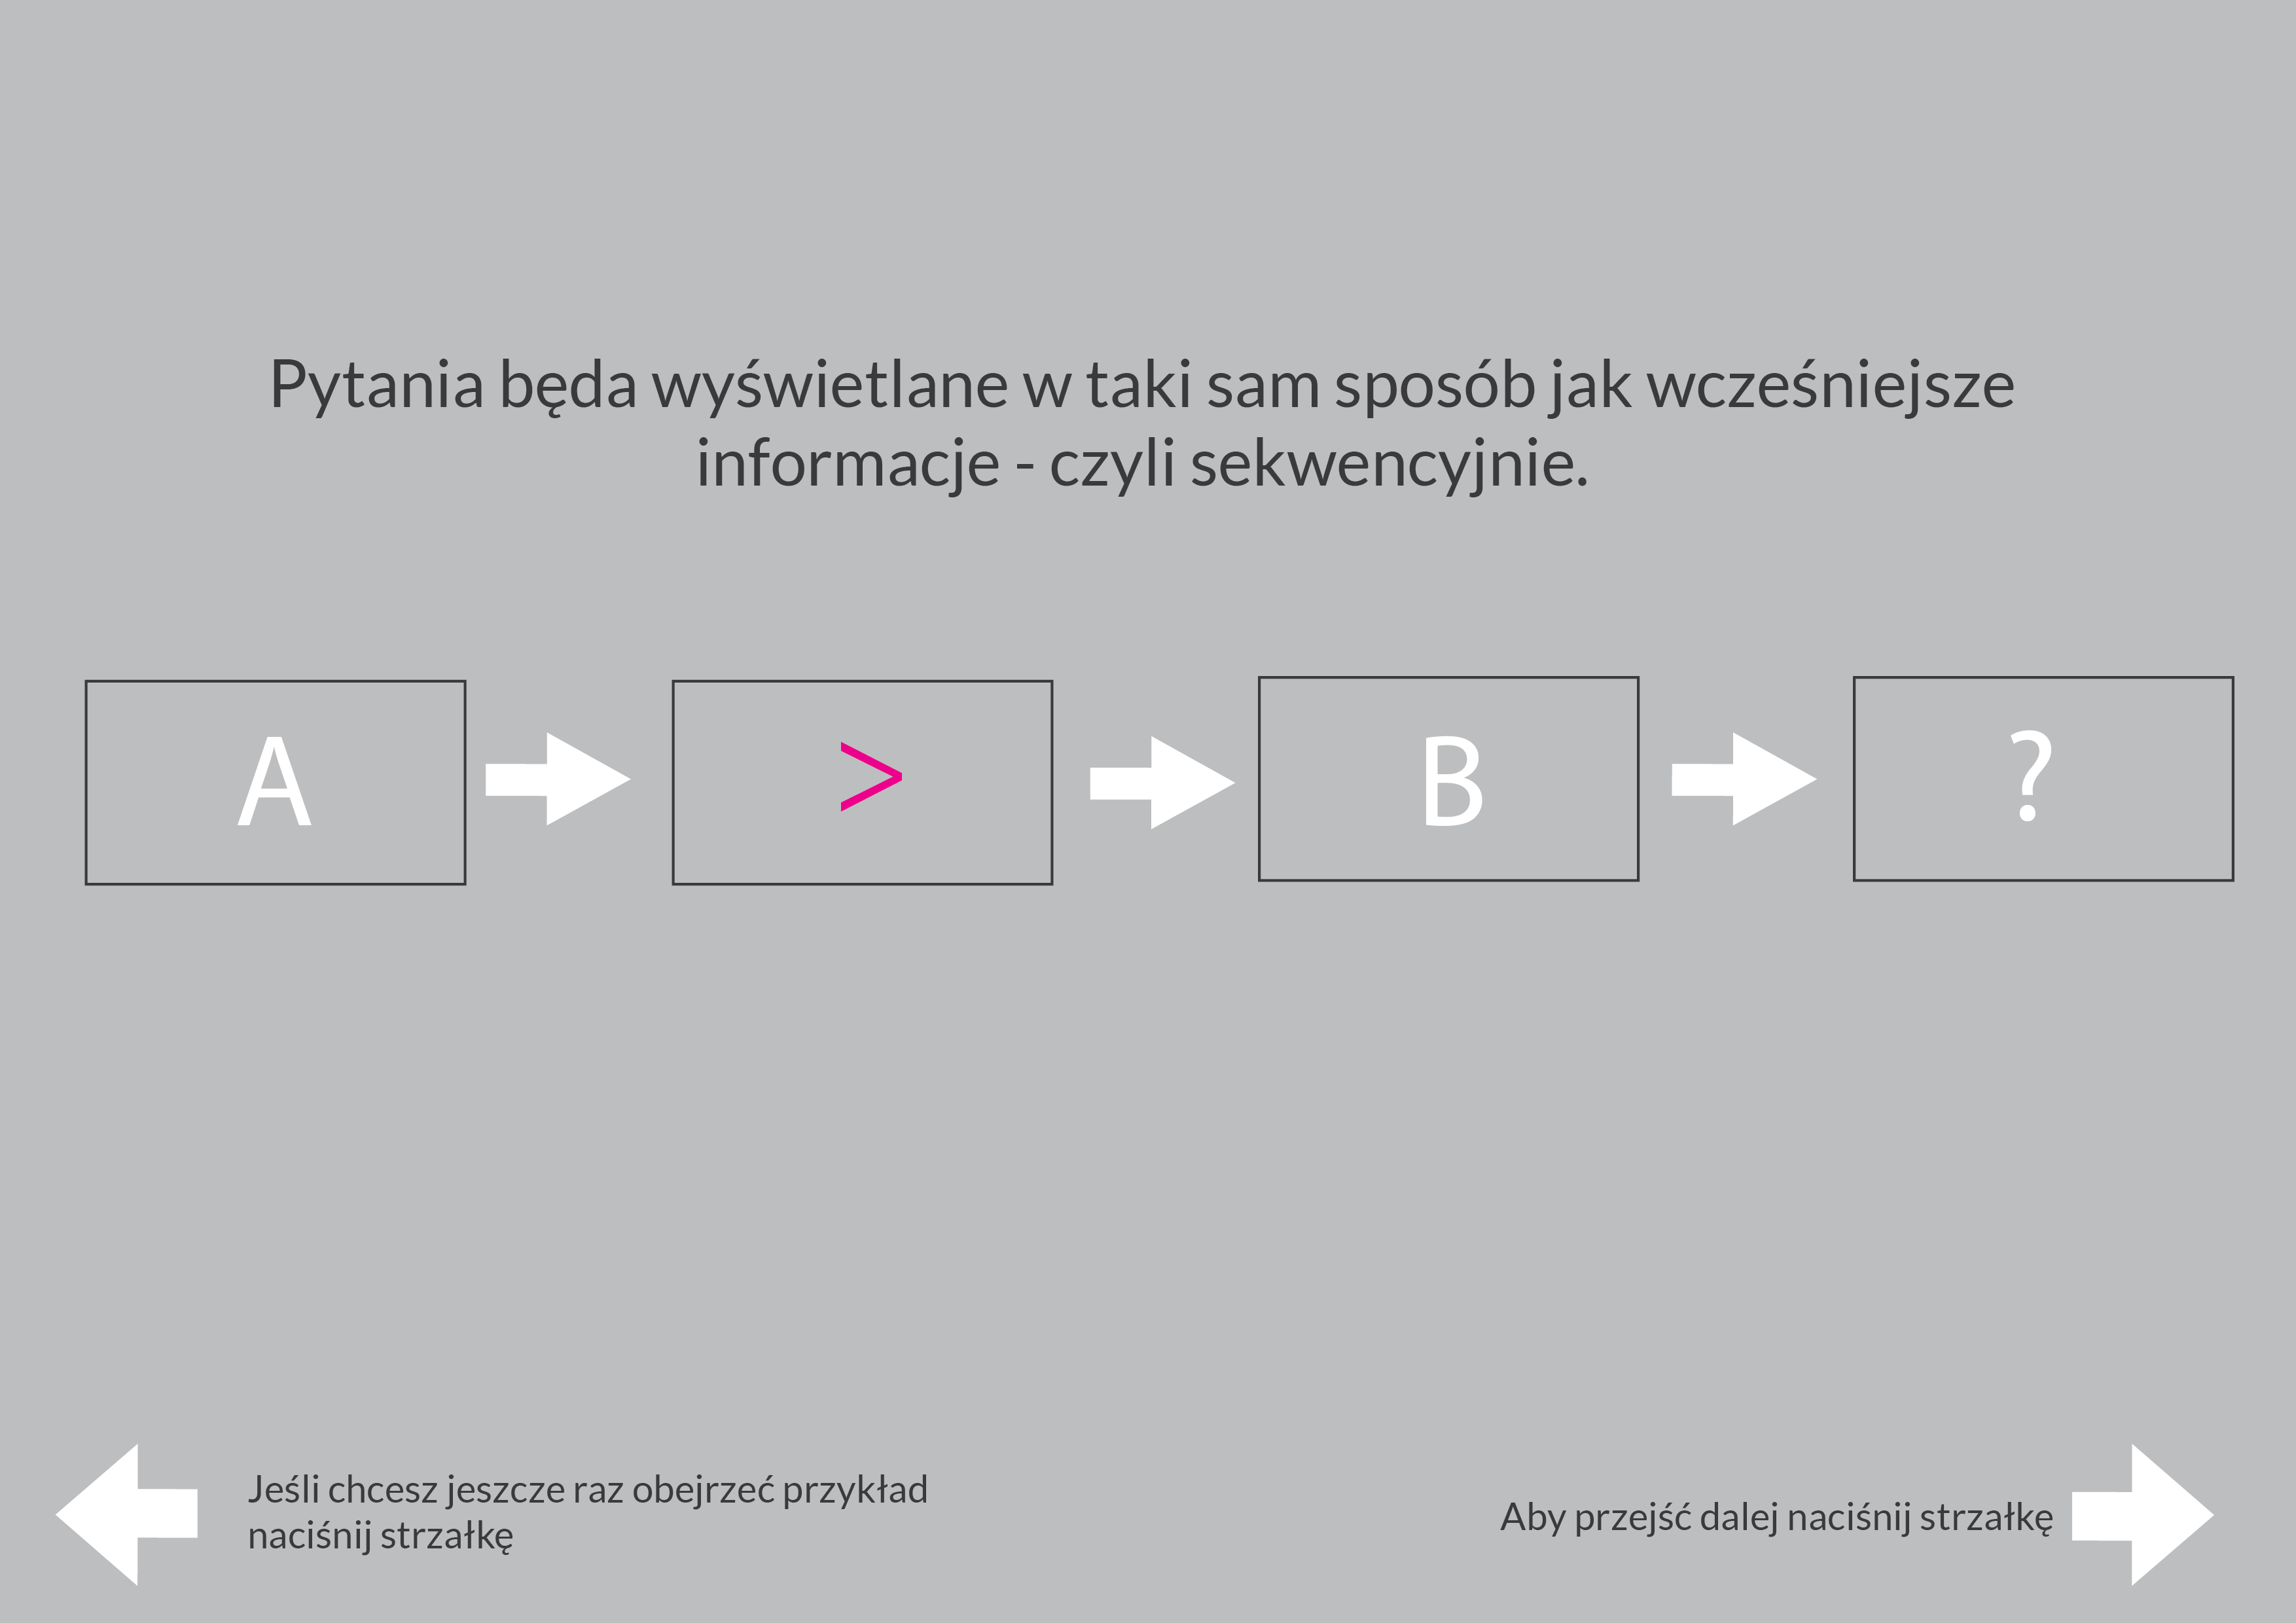 Pytania będa wyświetlane w taki sam sposób jak wcześniejsze
informacje - czyli sekwencyjnie.
A > B ?
Jeśli chcesz jeszcze raz obejrzeć przykład
naciśnij strzałkę
Aby przejść dalej naciśnij strzałkę